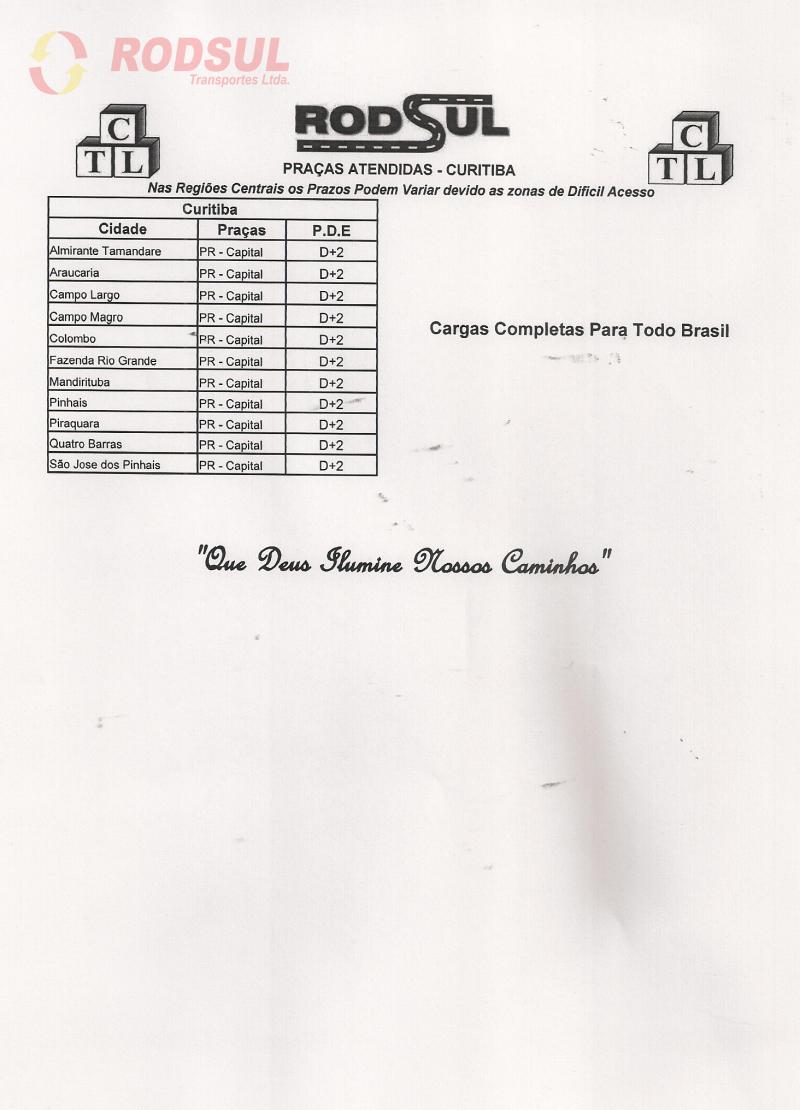 RODSUL
Transportes Ltda.
C
T L
RODSUL
C
T L
PRAÇAS ATENDIDAS - CURITIBA
Nas Regiões Centrais os Prazos Podem Variar devido as zonas de Dificil Acesso
Curitiba
Cidade Praças P.D.E
Almirante Tamandare PR - Capital D+2
Araucaria PR - Capital D+2
Campo Largo PR - Capital D+2
Campo Magro PR - Capital D+2
Colombo PR - Capital D+2
Fazenda Rio Grande PR - Capital D+2
Mandirituba PR - Capital D+2
Pinhais PR - Capital D+2
Piraquara PR - Capital D+2
Quatro Barras PR - Capital D+2
São Jose dos Pinhais PR - Capital D+2
Cargas Completas Para Todo Brasil
"Que Deus Ilumine Nossos Caminhos"